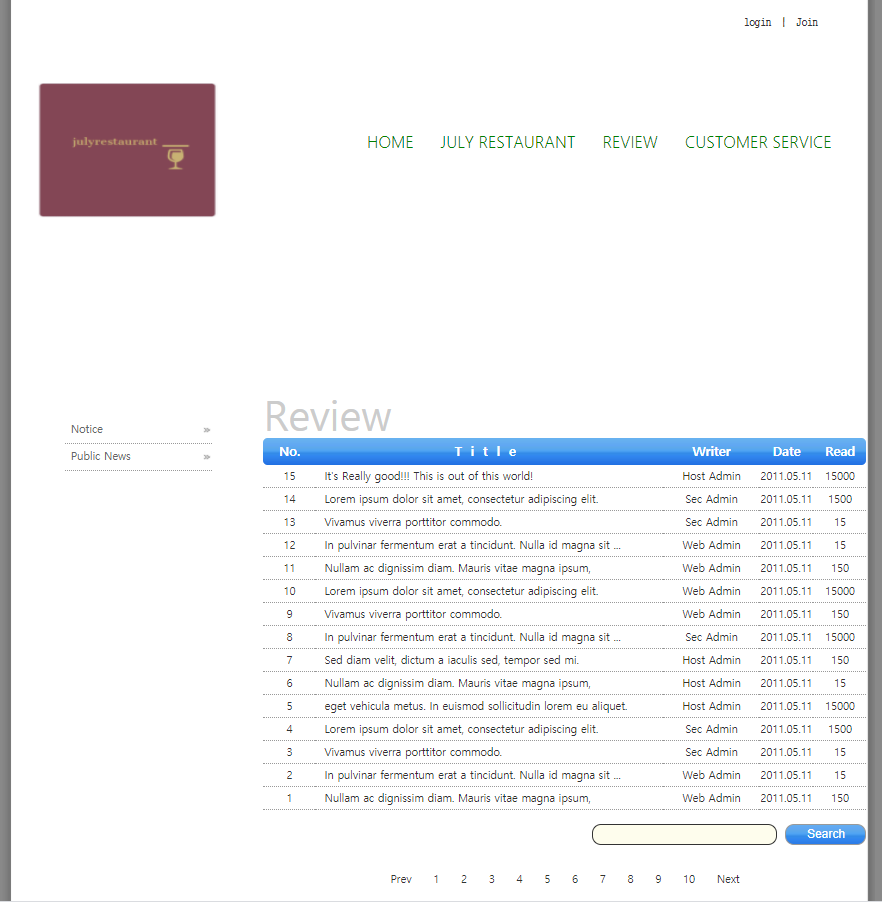 login | Join
julyrestaurant
HOME JULY RESTAURANT REVIEW CUSTOMER SERVICE
Notice »
Public News »
Review
No. T i t l e Writer Date Read
15 It's Really good!!! This is out of this world! Host Admin 2011.05.11 15000
14 Lorem ipsum dolor sit amet, consectetur adipiscing elit. Sec Admin 2011.05.11 1500
13 Vivamus viverra porttitor commodo. Sec Admin 2011.05.11 15
12 In pulvinar fermentum erat a tincidunt. Nulla id magna sit ... Web Admin 2011.05.11 15
11 Nullam ac dignissim diam. Mauris vitae magna ipsum, Web Admin 2011.05.11 150
10 Lorem ipsum dolor sit amet, consectetur adipiscing elit. Web Admin 2011.05.11 15000
9 Vivamus viverra porttitor commodo. Web Admin 2011.05.11 150
8 In pulvinar fermentum erat a tincidunt. Nulla id magna sit ... Sec Admin 2011.05.11 15000
7 Sed diam velit, dictum a iaculis sed, tempor sed mi. Host Admin 2011.05.11 150
6 Nullam ac dignissim diam. Mauris vitae magna ipsum, Host Admin 2011.05.11 15
5 eget vehicula metus. In euismod sollicitudin lorem eu aliquet. Host Admin 2011.05.11 15000
4 Lorem ipsum dolor sit amet, consectetur adipiscing elit. Sec Admin 2011.05.11 1500
3 Vivamus viverra porttitor commodo. Sec Admin 2011.05.11 15
2 In pulvinar fermentum erat a tincidunt. Nulla id magna sit ... Web Admin 2011.05.11 15
1 Nullam ac dignissim diam. Mauris vitae magna ipsum, Web Admin 2011.05.11 150
Search
Prev 1 2 3 4 5 6 7 8 9 10 Next